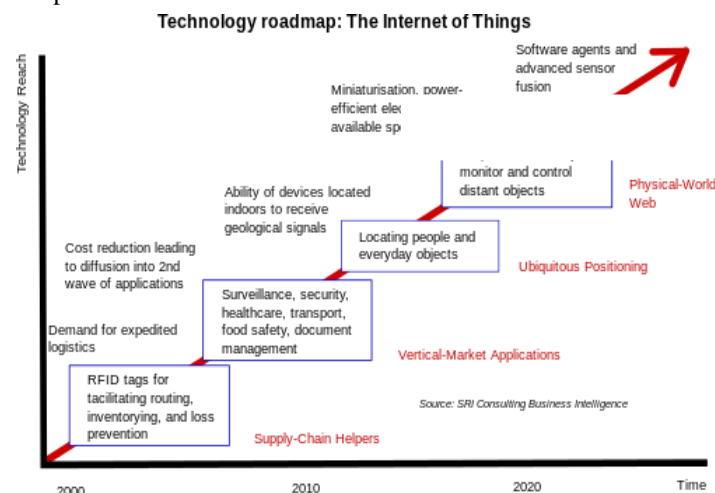 Technology roadmap: The Internet of Things
Technology Reach
Software agents and
advanced sensor
fusion
Miniaturisation, power-
efficient
available
monitor and control
distant objects
Physical-World
Web
Ability of devices located
indoors to receive
geological signals
Locating people and
everyday objects
Ubiquitous Positioning
Cost reduction leading
to diffusion into 2nd
wave of applications
Surveillance, security,
healthcare, transport,
food safety, document
management
Vertical-Market Applications
Demand for expedited
logistics
RFID tags for
tacilitating routing,
inventorying, and loss
prevention
Source: SRI Consulting Business Intelligence
Supply-Chain Helpers
2000
2010
2020
Time